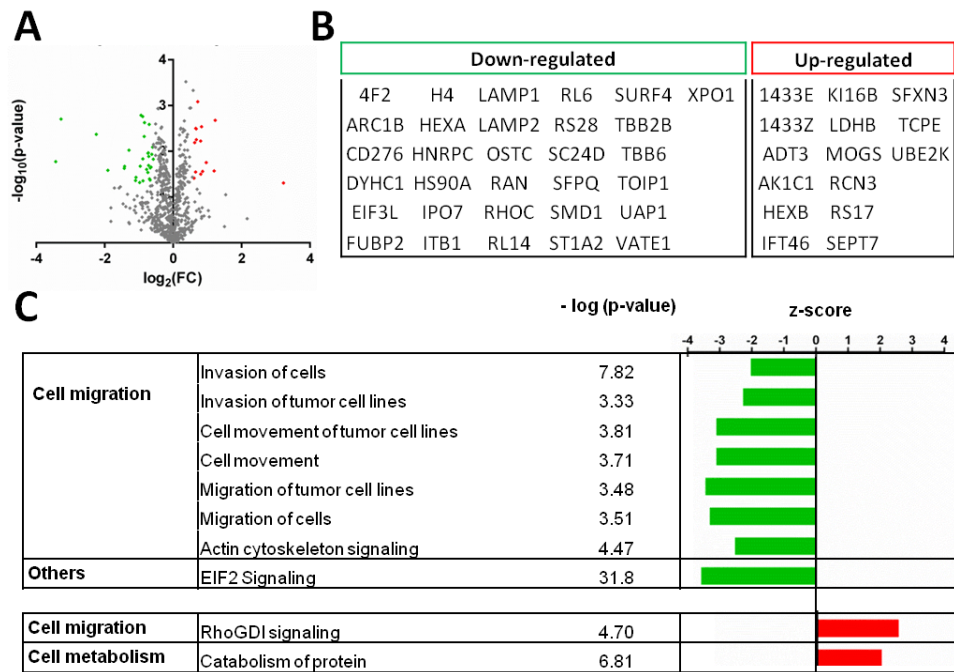 A
4
3
2
1
0
-4 -2 0 2 4
-log10(p-value)
log2(FC)
B
Down-regulated
4F2 H4 LAMP1 RL6 SURF4 XPO1
ARC1B HEXA LAMP2 RS28 TBB2B
CD276 HNRPC OSTC SC24D TBB6
DYHC1 HS90A RAN SFPQ TOIP1
EIF3L IPO7 RHOC SMD1 UAP1
FUBP2 ITB1 RL14 ST1A2 VATE1
Up-regulated
1433E KI16B SFXN3
1433Z LDHB TCPE
ADT3 MOGS UBE2K
AK1C1 RCN3
HEXB RS17
IFT46 SEPT7
C
- log (p-value) z-score
-4 -3 -2 -1 0 1 2 3 4
Cell migration
Invasion of cells 7.82
Invasion of tumor cell lines 3.33
Cell movement of tumor cell lines 3.81
Cell movement 3.71
Migration of tumor cell lines 3.48
Migration of cells 3.51
Actin cytoskeleton signaling 4.47
Others EIF2 Signaling 31.8
Cell migration RhoGDI signaling 4.70
Cell metabolism Catabolism of protein 6.81